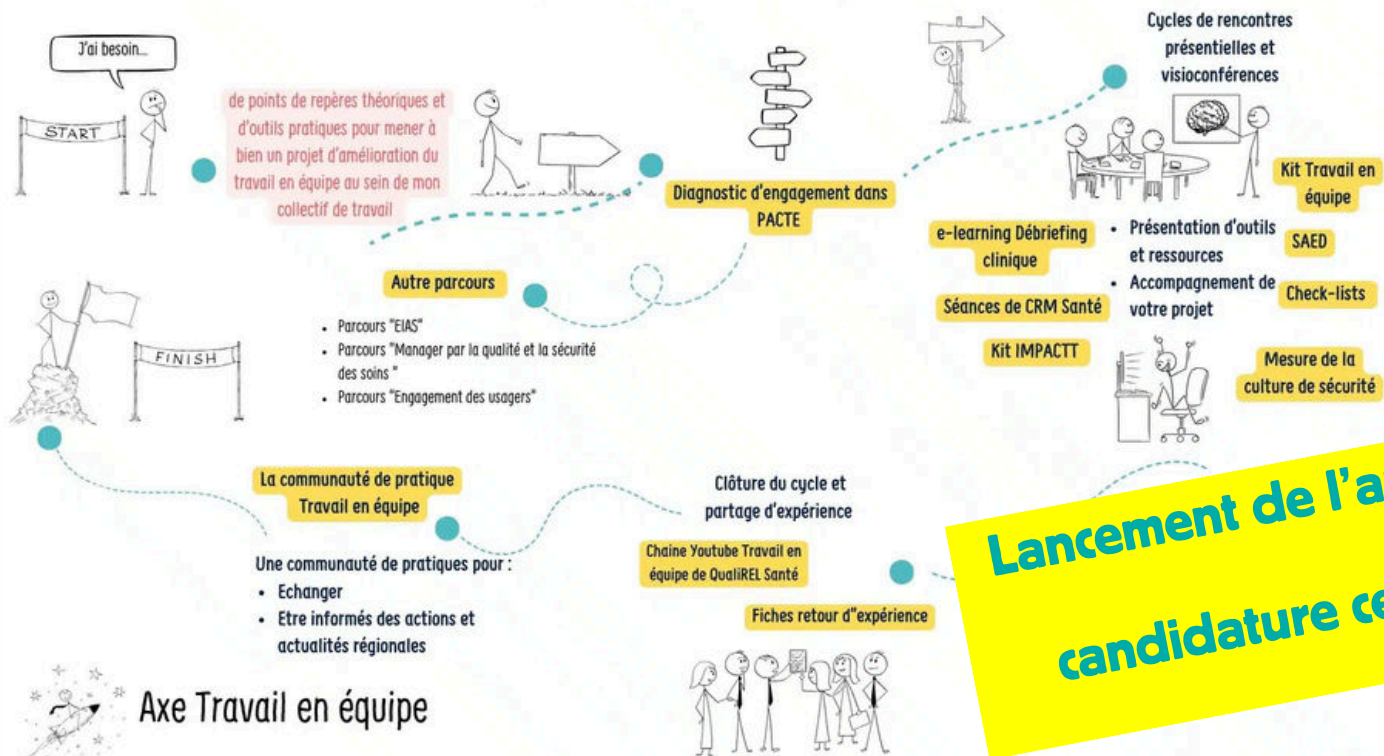 J'ai besoin...
START
de points de repères théoriques et
d'outils pratiques pour mener à
bien un projet d'amélioration du
travail en équipe au sein de mon
collectif de travail
Diagnostic d'engagement dans
PACTE
Cycles de rencontres
présentielles et
visioconférences
Kit Travail en
équipe
e-learning Débriefing
clinique
• Présentation d'outils
et ressources
• Accompagnement de
votre projet
SAED
Séances de CRM Santé
Check-lists
Kit IMPACTT
Mesure de la
culture de sécurité
Autre parcours
• Parcours "EIAS"
• Parcours "Manager par la qualité et la sécurité
des soins "
• Parcours "Engagement des usagers"
FINISH
La communauté de pratique
Travail en équipe
Une communauté de pratiques pour :
• Echanger
• Etre informés des actions et
actualités régionales
Clôture du cycle et
partage d'expérience
Chaine Youtube Travail en
équipe de QualiREL Santé
Fiches retour d"expérience
Lancement de l'a
candidature ce
Axe Travail en équipe